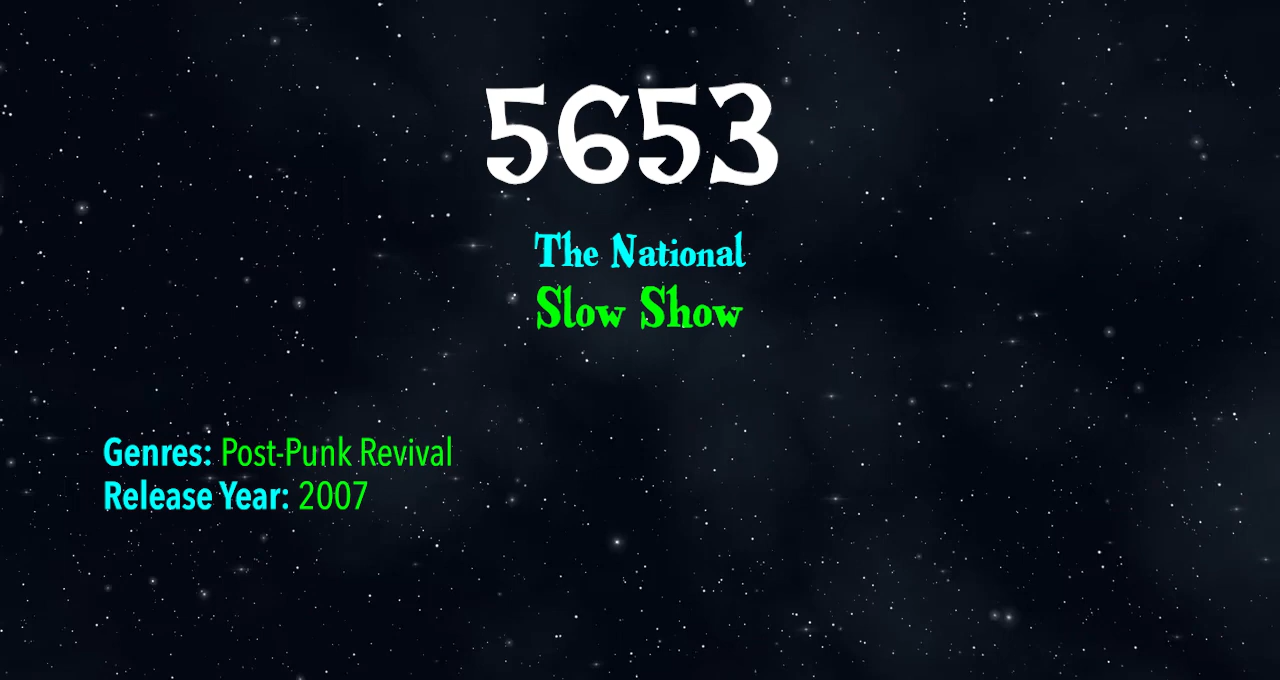 5653
The National
Slow Show
Genres: Post-Punk Revival
Release Year: 2007